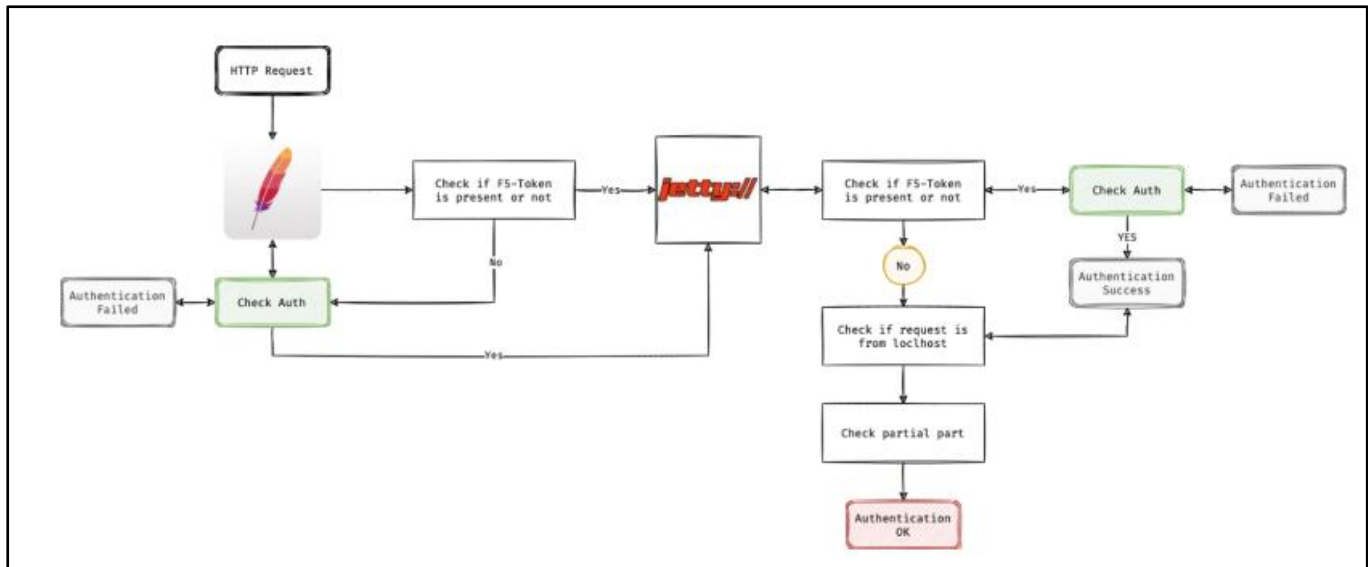 HTTP Request
Check if F5-Token
is present or not
Yes
jetty://
Check if F5-Token
is present or not
Yes
Check Auth
Authentication
Failed
No
YES
No
Authentication
Failed
Check Auth
Authentication
Success
Check if request is
from loclhost
Yes
Check partial part
Authentication
OK